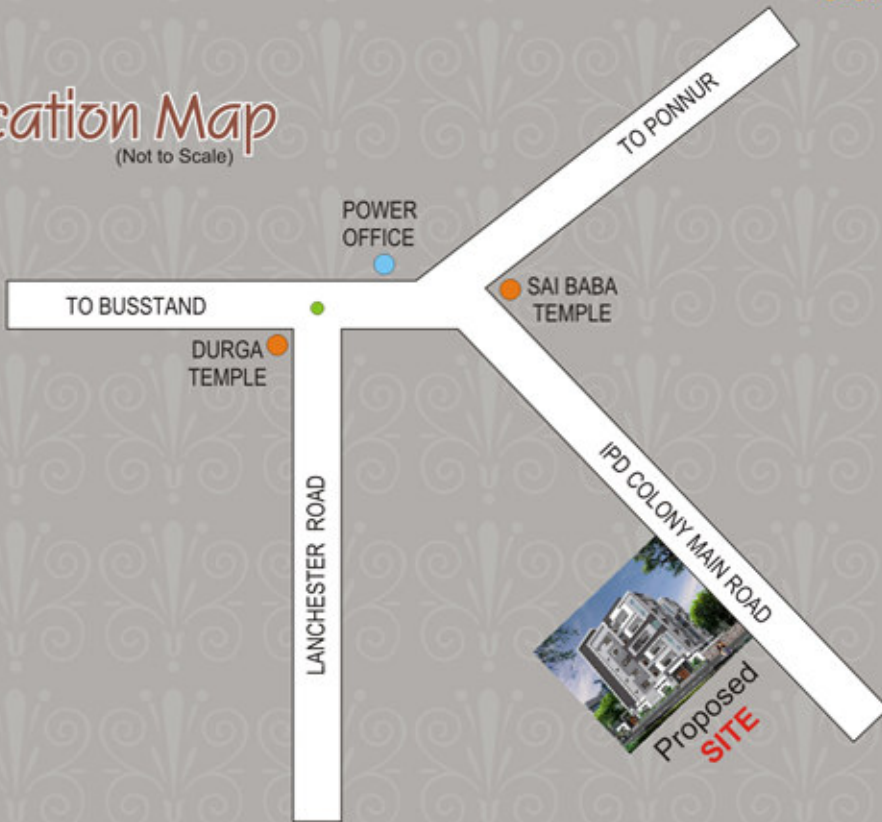 cation Map
(Not to Scale)
TO PONNUR
POWER
OFFICE
TO BUSSTAND
SAI BABA
TEMPLE
DURGA
TEMPLE
LANCHESTER ROAD
IPD COLONY MAIN ROAD
Proposed
SITE